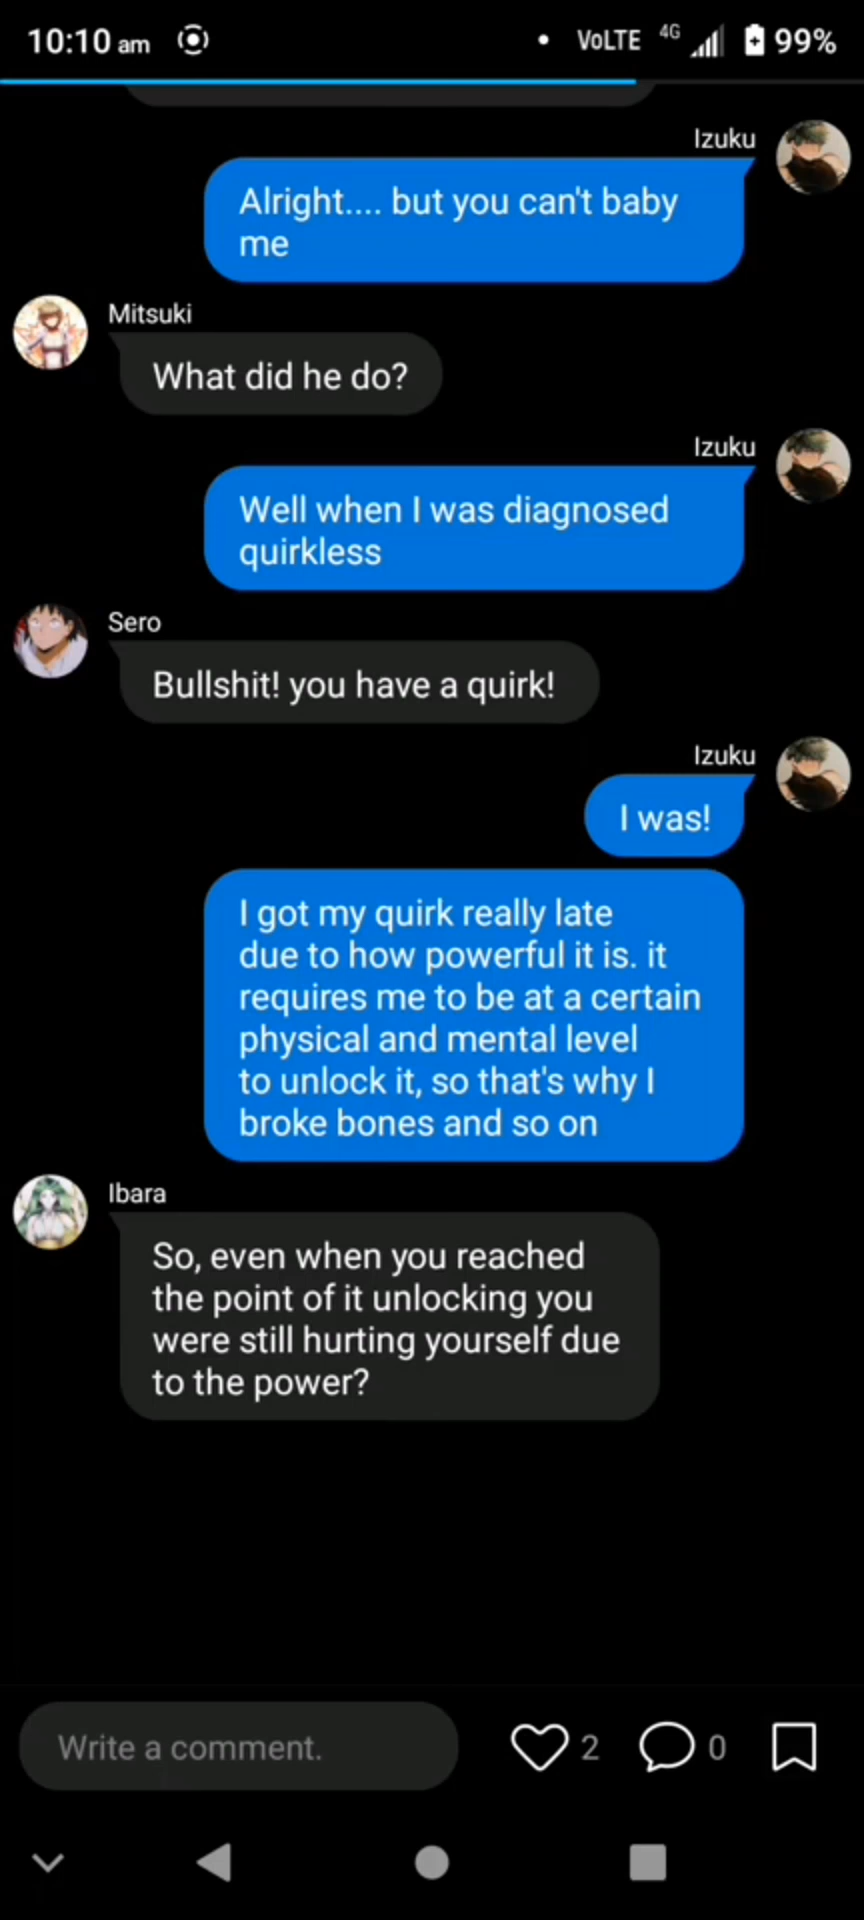 10:10 am
VoLTE 4G 99%
Izuku
Alright.... but you can't baby
me
Mitsuki
What did he do?
Izuku
Well when I was diagnosed
quirkless
Sero
Bullshit! you have a quirk!
Izuku
I was!
I got my quirk really late
due to how powerful it is. it
requires me to be at a certain
physical and mental level
to unlock it, so that's why I
broke bones and so on
Ibara
So, even when you reached
the point of it unlocking you
were still hurting yourself due
to the power?
Write a comment.
2
0